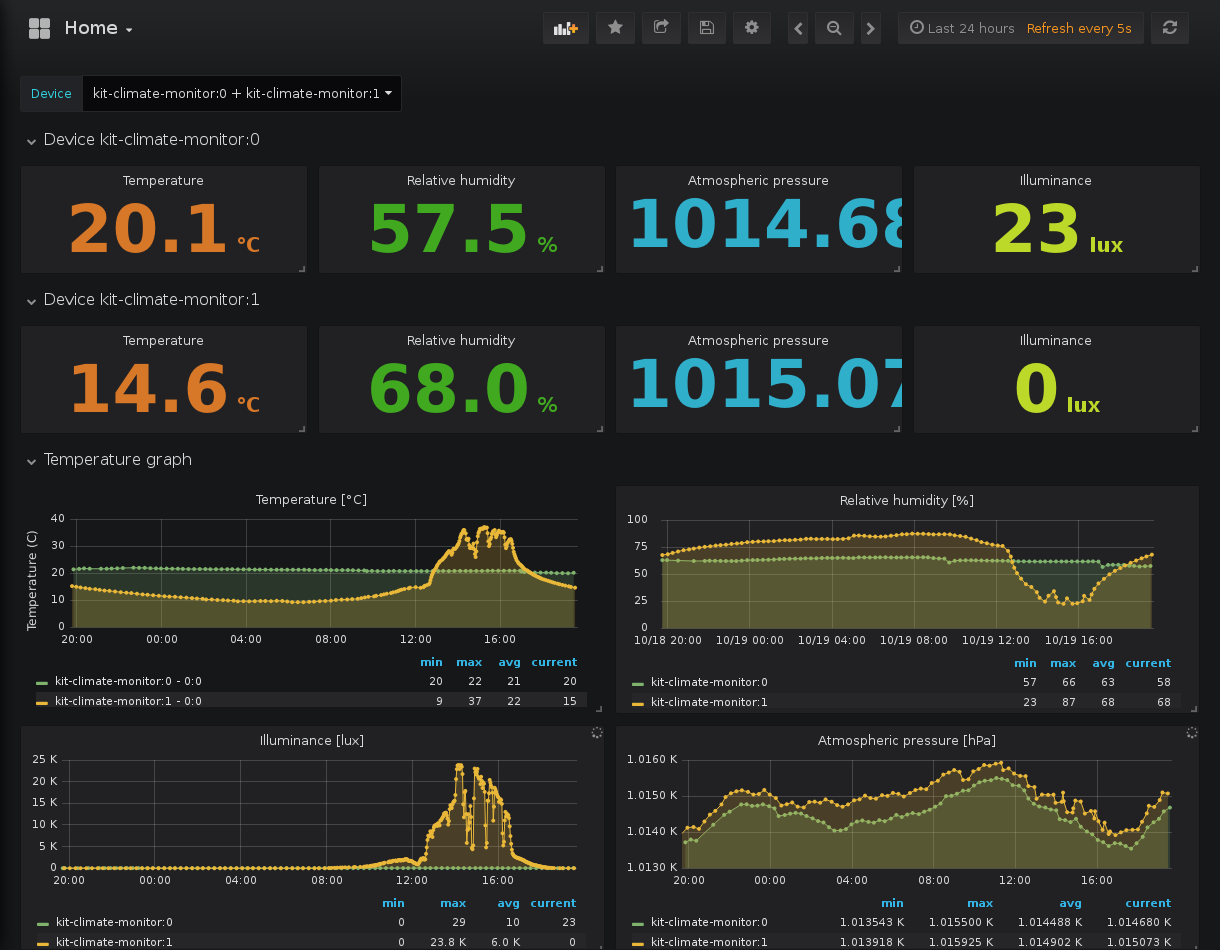 Home
Last 24 hours Refresh every 5s
Device kit-climate-monitor:0 + kit-climate-monitor:1
Device kit-climate-monitor:0
Temperature Relative humidity Atmospheric pressure Illuminance
20.1 °C 57.5 % 1014.68 23 lux
Device kit-climate-monitor:1
Temperature Relative humidity Atmospheric pressure Illuminance
14.6 °C 68.0 % 1015.07 0 lux
Temperature graph
Temperature [°C]
Temperature (C)
40
30
20
10
0
20:00 00:00 04:00 08:00 12:00 16:00
min max avg current
kit-climate-monitor:0 - 0:0 20 22 21 20
kit-climate-monitor:1 - 0:0 9 37 22 15
Relative humidity [%]
100
75
50
25
0
10/18 20:00 10/19 00:00 10/19 04:00 10/19 08:00 10/19 12:00 10/19 16:00
min max avg current
kit-climate-monitor:0 57 66 63 58
kit-climate-monitor:1 23 87 68 68
Illuminance [lux]
25 K
20 K
15 K
10 K
5 K
0
20:00 00:00 04:00 08:00 12:00 16:00
min max avg current
kit-climate-monitor:0 0 29 10 23
kit-climate-monitor:1 0 23.8 K 6.0 K 0
Atmospheric pressure [hPa]
1.0160 K
1.0150 K
1.0140 K
1.0130 K
20:00 00:00 04:00 08:00 12:00 16:00
min max avg current
kit-climate-monitor:0 1.013543 K 1.015500 K 1.014488 K 1.014680 K
kit-climate-monitor:1 1.013918 K 1.015925 K 1.014902 K 1.015073 K